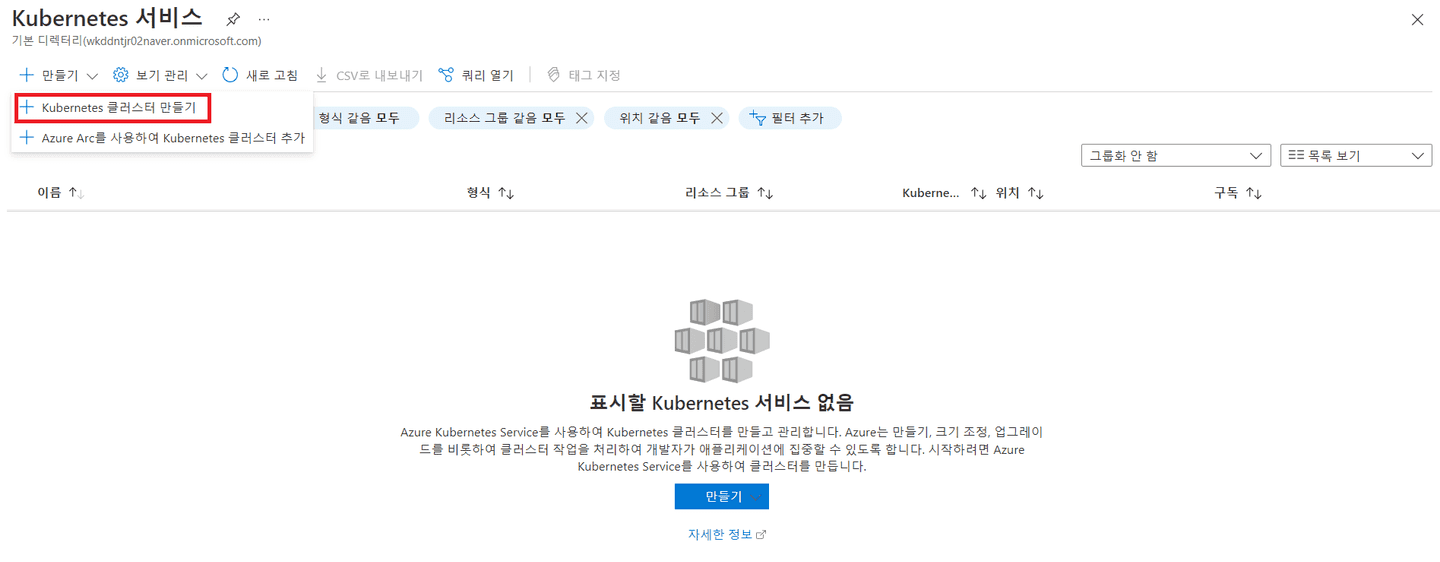 Kubernetes 서비스
기본 디렉터리(wkddntjr02naver.onmicrosoft.com)
만들기 보기 관리 새로 고침 CSV로 내보내기 쿼리 열기 태그 지정
Kubernetes 클러스터 만들기
형식 같음 모두 리소스 그룹 같음 모두 위치 같음 모두 필터 추가
Azure Arc를 사용하여 Kubernetes 클러스터 추가
그룹화 안 함 목록 보기
이름 형식 리소스 그룹 Kuberne... 위치 구독
표시할 Kubernetes 서비스 없음
Azure Kubernetes Service를 사용하여 Kubernetes 클러스터를 만들고 관리합니다. Azure는 만들기, 크기 조정, 업그레이
드를 비롯하여 클러스터 작업을 처리하여 개발자가 애플리케이션에 집중할 수 있도록 합니다. 시작하려면 Azure
Kubernetes Service를 사용하여 클러스터를 만듭니다.
만들기
자세한 정보